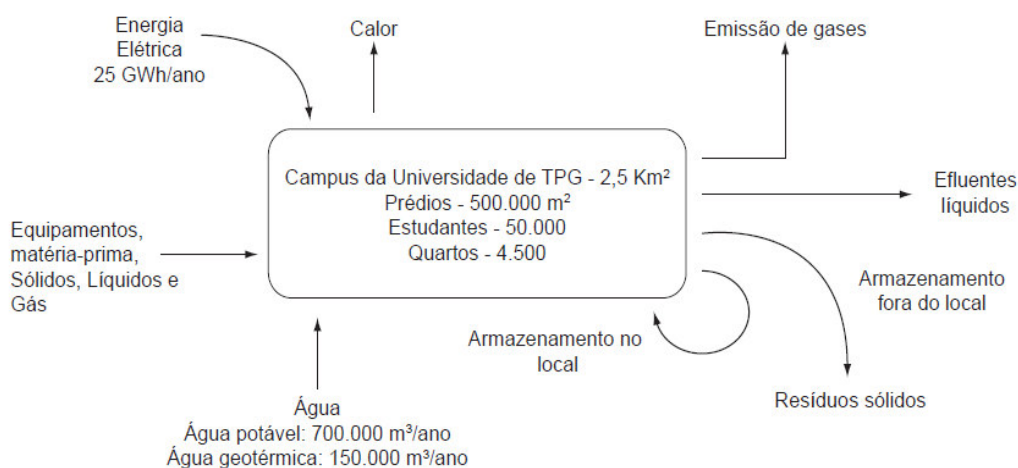 Energia
Elétrica
25 GWh/ano
Calor
Emissão de gases
Campus da Universidade de TPG - 2,5 Km²
Prédios - 500.000 m²
Estudantes - 50.000
Quartos - 4.500
Efluentes
líquidos
Equipamentos,
matéria-prima,
Sólidos, Líquidos e
Gás
Armazenamento
fora do local
Armazenamento no
local
Resíduos sólidos
Água
Água potável: 700.000 m³/ano
Água geotérmica: 150.000 m³/ano